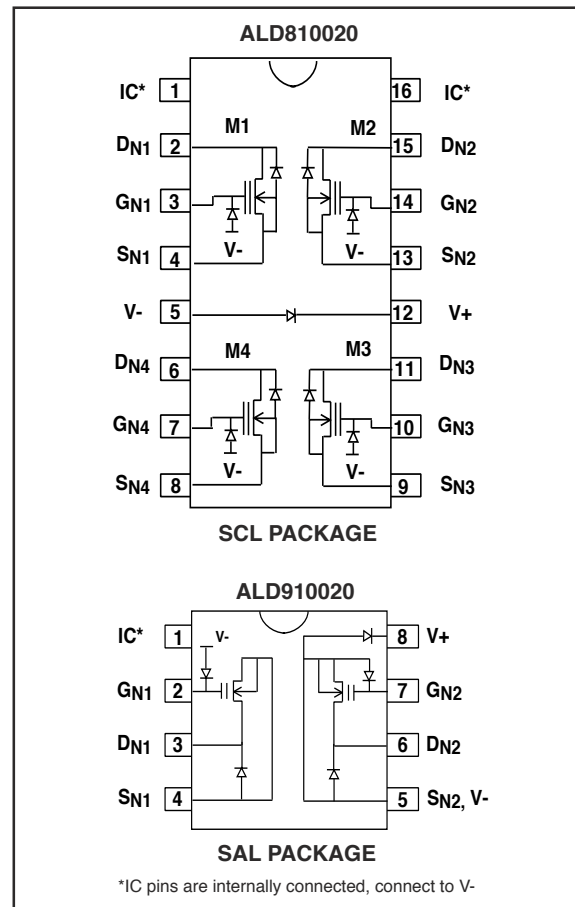 ALD810020
IC* 1 16 IC*
M1 M2
DN1 2 15 DN2
GN1 3 14 GN2
V- V-
SN1 4 13 SN2
V- 5 12 V+
M4 M3
DN4 6 11 DN3
GN4 7 10 GN3
V- V-
SN4 8 9 SN3
SCL PACKAGE
ALD910020
IC* 1 V- 8 V+
GN1 2 7 GN2
DN1 3 6 DN2
SN1 4 5 SN2, V-
SAL PACKAGE
*IC pins are internally connected, connect to V-